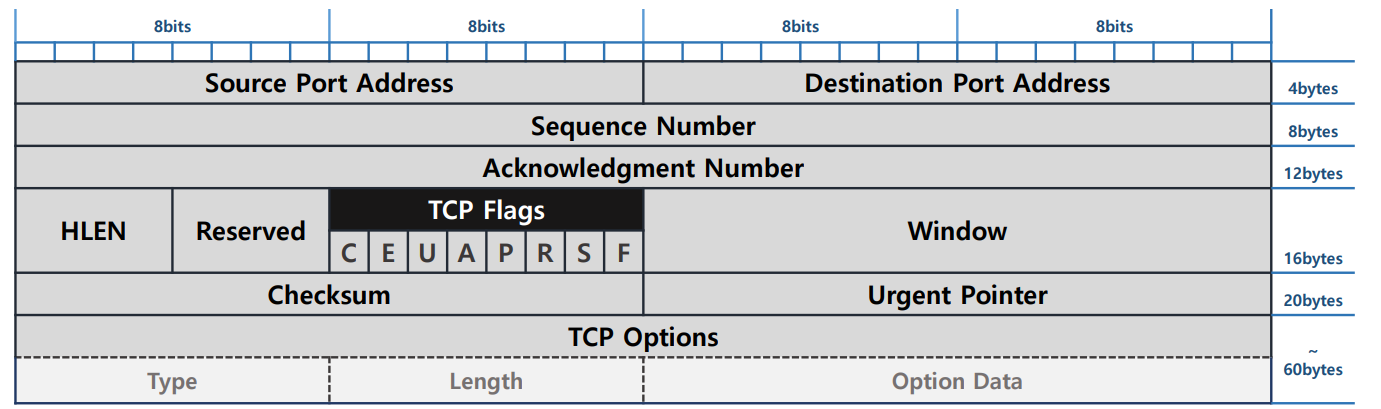 8bits 8bits 8bits 8bits
Source Port Address Destination Port Address 4bytes
Sequence Number 8bytes
Acknowledgment Number 12bytes
TCP Flags
HLEN Reserved Window
C E U A P R S F 16bytes
Checksum Urgent Pointer 20bytes
TCP Options
~
60bytes
Type Length Option Data